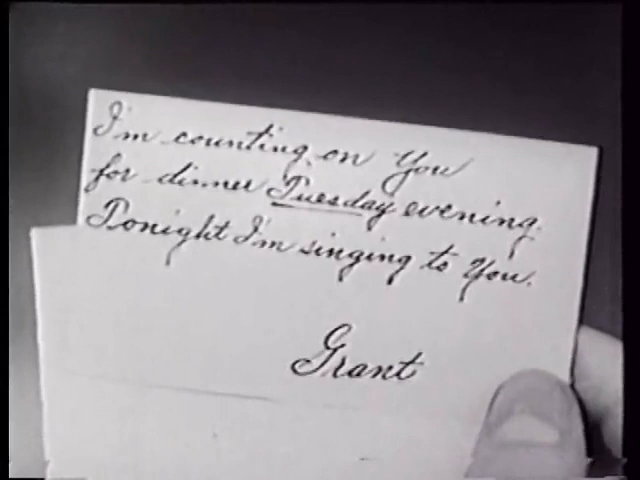 I'm counting on You
for dinner Tuesday evening.
Tonight I'm singing to You.
Grant